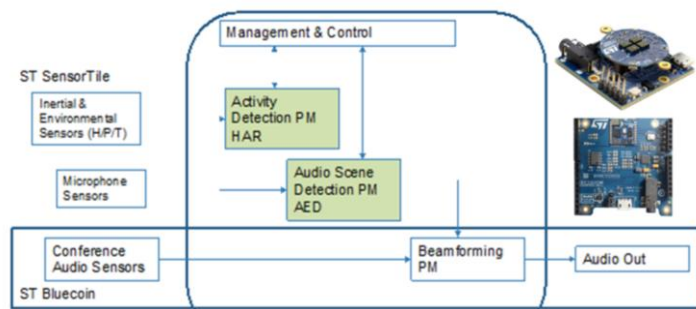 Management & Control
ST SensorTile
Inertial &
Environmental
Sensors (H/P/T)
Activity
Detection PM
HAR
Microphone
Sensors
Audio Scene
Detection PM
AED
Conference
Audio Sensors
Beamforming
PM
Audio Out
ST Bluecoin